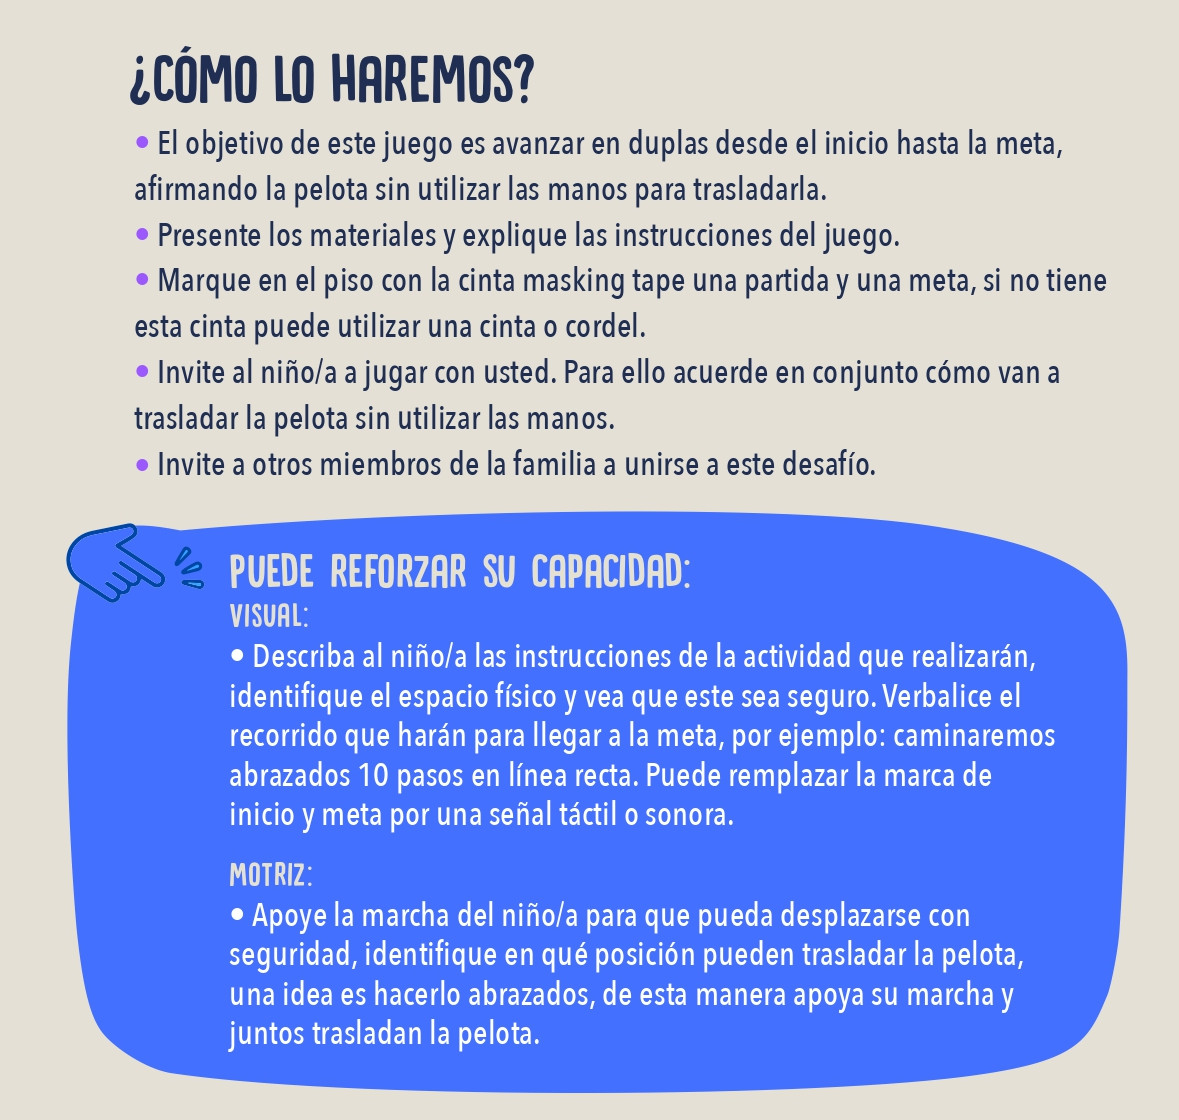 ¿CÓMO LO HAREMOS?
• El objetivo de este juego es avanzar en duplas desde el inicio hasta la meta,
afirmando la pelota sin utilizar las manos para trasladarla.
• Presente los materiales y explique las instrucciones del juego.
• Marque en el piso con la cinta masking tape una partida y una meta, si no tiene
esta cinta puede utilizar una cinta o cordel.
• Invite al niño/a a jugar con usted. Para ello acuerde en conjunto cómo van a
trasladar la pelota sin utilizar las manos.
• Invite a otros miembros de la familia a unirse a este desafío.
PUEDE REFORZAR SU CAPACIDAD:
VISUAL:
• Describa al niño/a las instrucciones de la actividad que realizarán,
identifique el espacio físico y vea que este sea seguro. Verbalice el
recorrido que harán para llegar a la meta, por ejemplo: caminaremos
abrazados 10 pasos en línea recta. Puede remplazar la marca de
inicio y meta por una señal táctil o sonora.
MOTRIZ:
• Apoye la marcha del niño/a para que pueda desplazarse con
seguridad, identifique en qué posición pueden trasladar la pelota,
una idea es hacerlo abrazados, de esta manera apoya su marcha y
juntos trasladan la pelota.